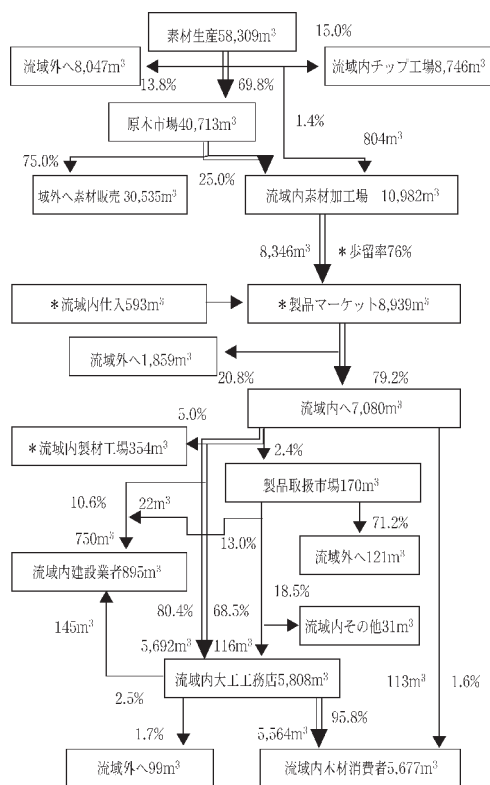 素材生産58,309m³
15.0%
流域外へ8,047m³
流域内チップ工場8,746m³
13.8%
69.8%
1.4%
原木市場40,713m³
804m³
75.0%
25.0%
域外へ素材販売 30,535m³
流域内素材加工場 10,982m³
8,346m³
*歩留率76%
*流域内仕入593m³
*製品マーケット8,939m³
流域外へ1,859m³
20.8%
79.2%
流域内へ7,080m³
5.0%
*流域内製材工場354m³
2.4%
製品取扱市場170m³
10.6%
22m³
71.2%
750m³
13.0%
流域外へ121m³
流域内建設業者895m³
18.5%
80.4%
68.5%
流域内その他31m³
145m³
5,692m³
116m³
流域内大工工務店5,808m³
113m³
1.6%
2.5%
95.8%
1.7%
5,564m³
流域外へ99m³
流域内木材消費者5,677m³